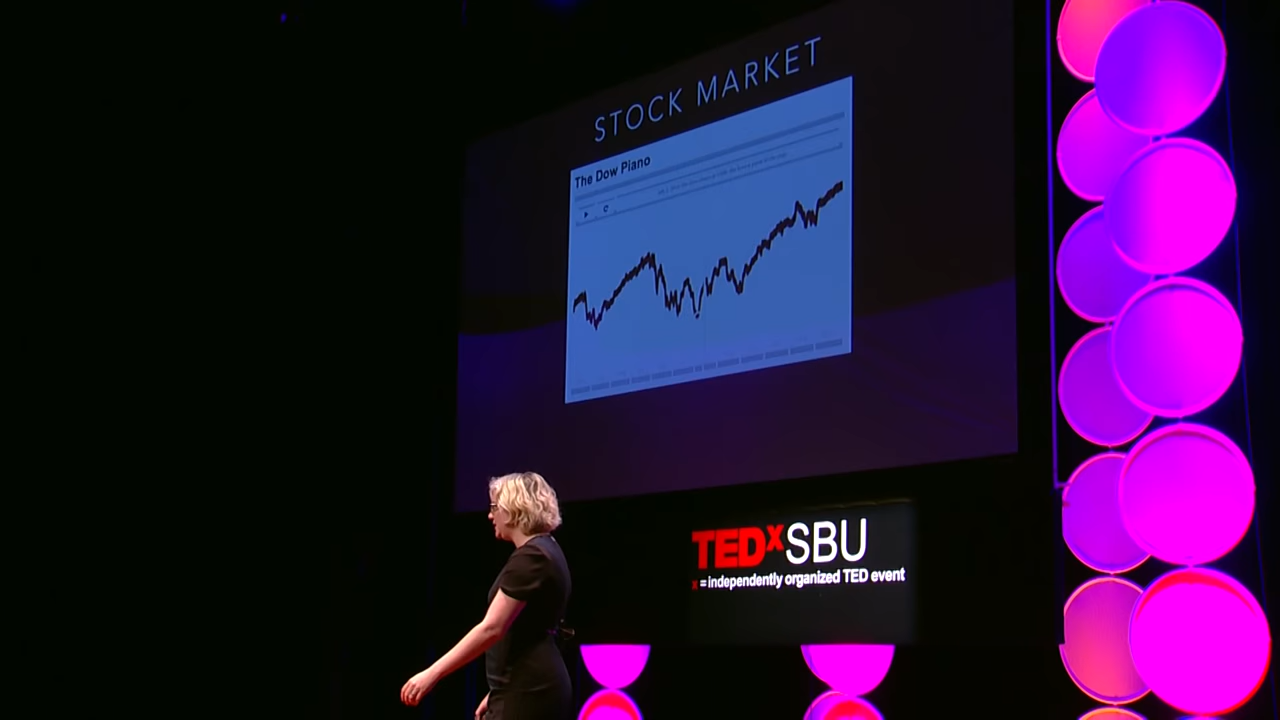 STOCK MARKET
The Dow Piano
TEDxSBU
x = independently organized TED event